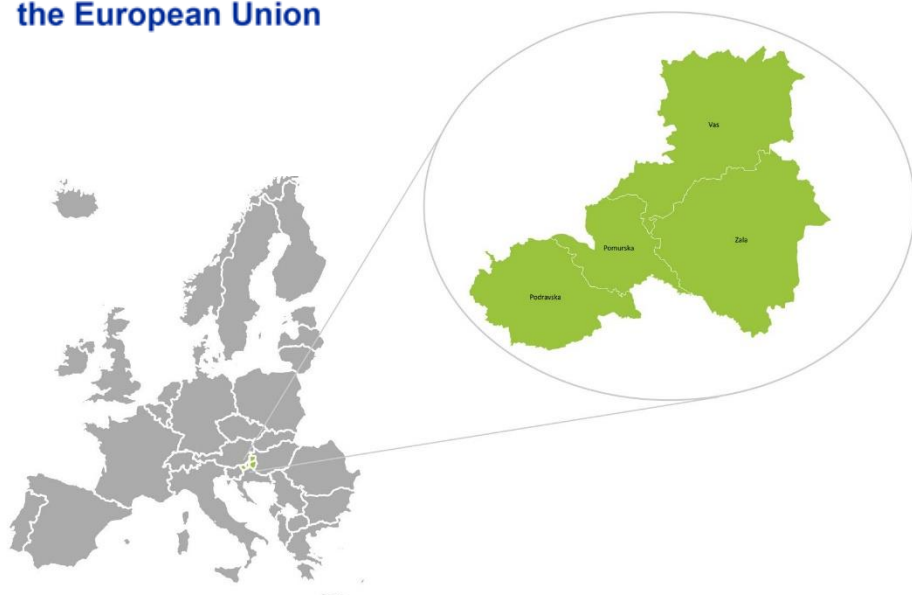 the European Union
Vas
Zala
Pomurska
Podravska